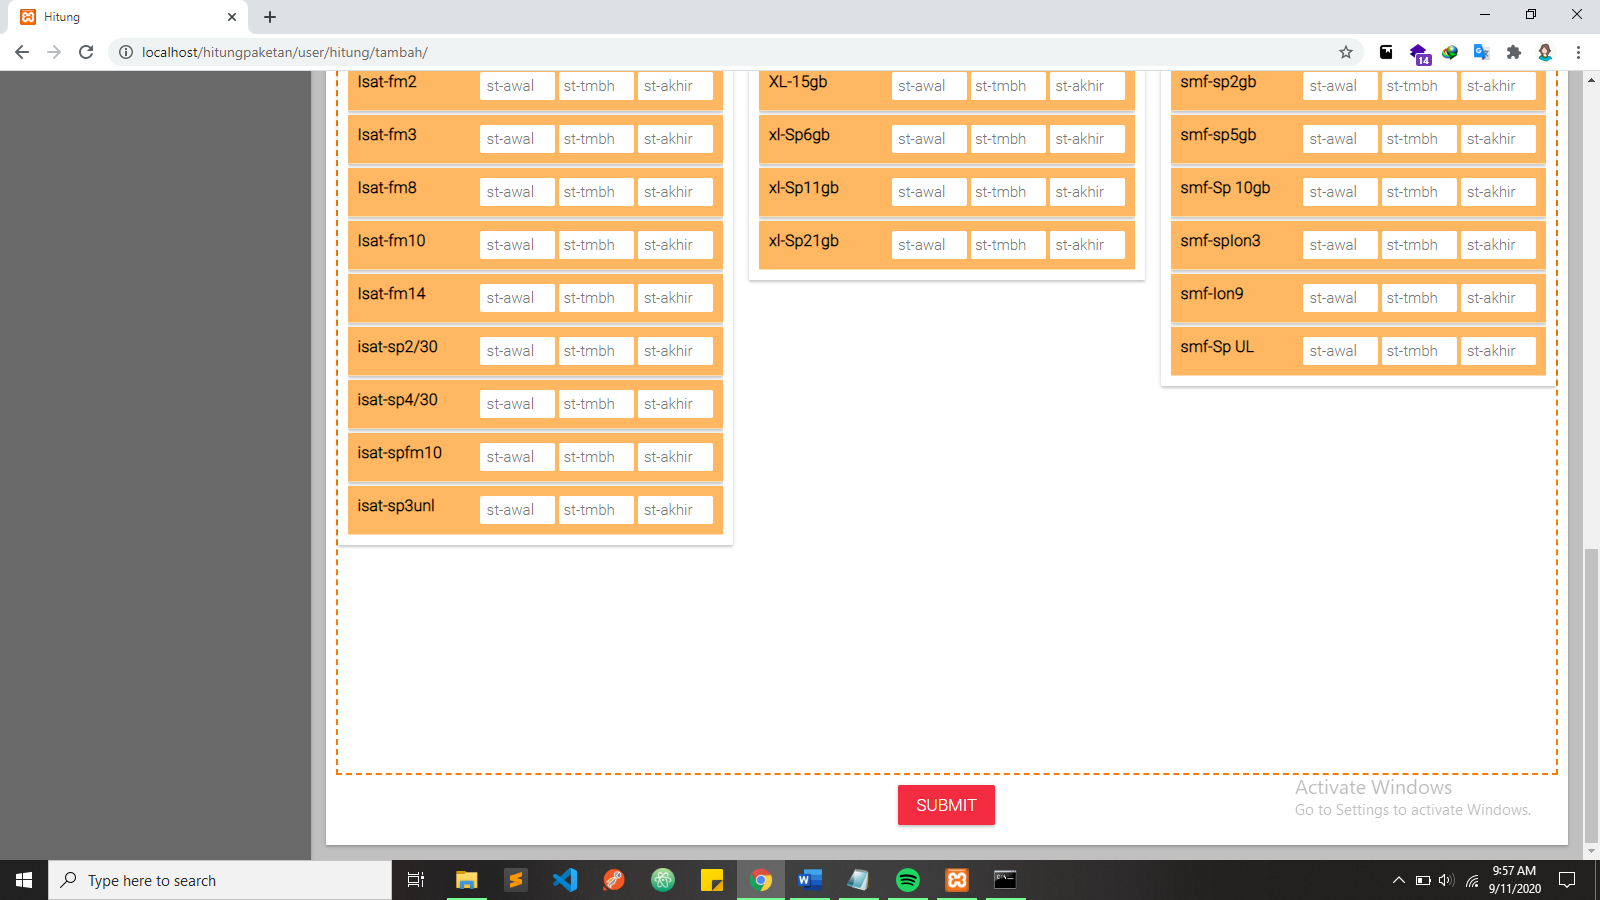 Hitung
localhost/hitungpaketan/user/hitung/tambah/
14
Isat-fm2 st-awal st-tmbh st-akhir
Isat-fm3 st-awal st-tmbh st-akhir
Isat-fm8 st-awal st-tmbh st-akhir
Isat-fm10 st-awal st-tmbh st-akhir
Isat-fm14 st-awal st-tmbh st-akhir
isat-sp2/30 st-awal st-tmbh st-akhir
isat-sp4/30 st-awal st-tmbh st-akhir
isat-spfm10 st-awal st-tmbh st-akhir
isat-sp3unl st-awal st-tmbh st-akhir
XL-15gb st-awal st-tmbh st-akhir
xl-Sp6gb st-awal st-tmbh st-akhir
xl-Sp11gb st-awal st-tmbh st-akhir
xl-Sp21gb st-awal st-tmbh st-akhir
smf-sp2gb st-awal st-tmbh st-akhir
smf-sp5gb st-awal st-tmbh st-akhir
smf-Sp 10gb st-awal st-tmbh st-akhir
smf-splon3 st-awal st-tmbh st-akhir
smf-lon9 st-awal st-tmbh st-akhir
smf-Sp UL st-awal st-tmbh st-akhir
SUBMIT
Activate Windows
Go to Settings to activate Windows.
Type here to search
9:57 AM
9/11/2020